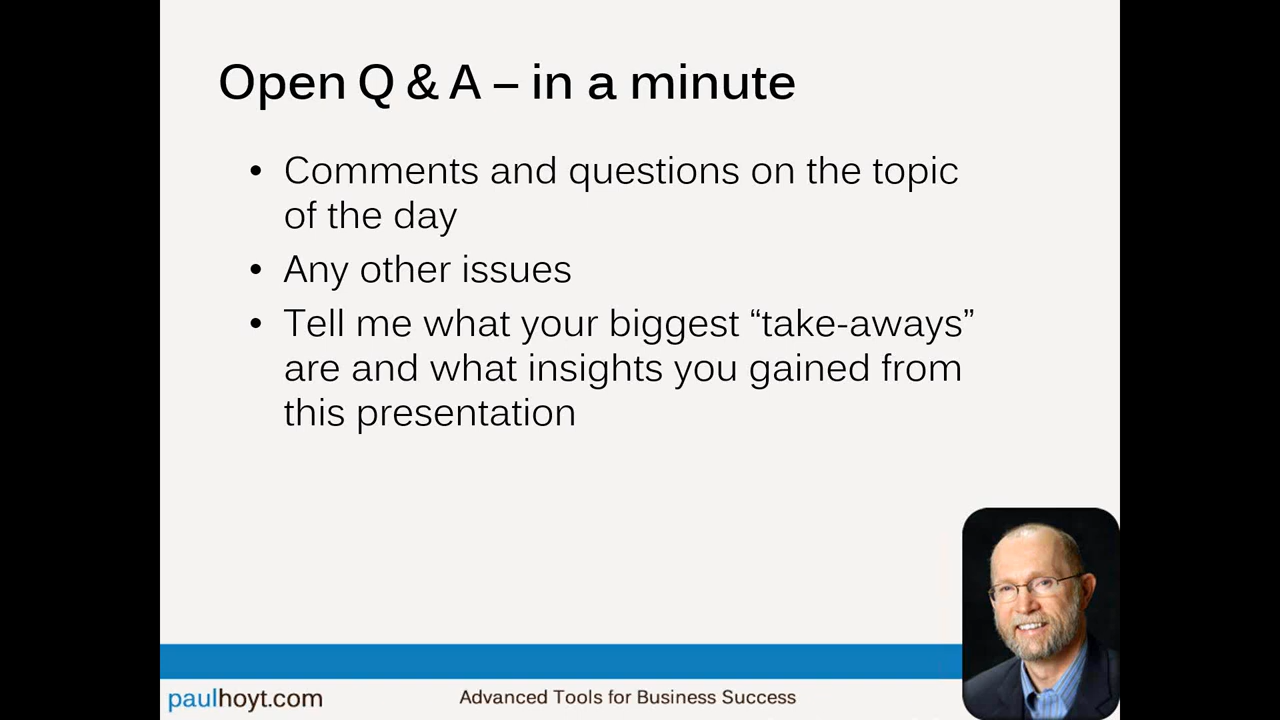 Open Q & A – in a minute
• Comments and questions on the topic
of the day
• Any other issues
• Tell me what your biggest “take-aways”
are and what insights you gained from
this presentation
paulhoyt.com
Advanced Tools for Business Success